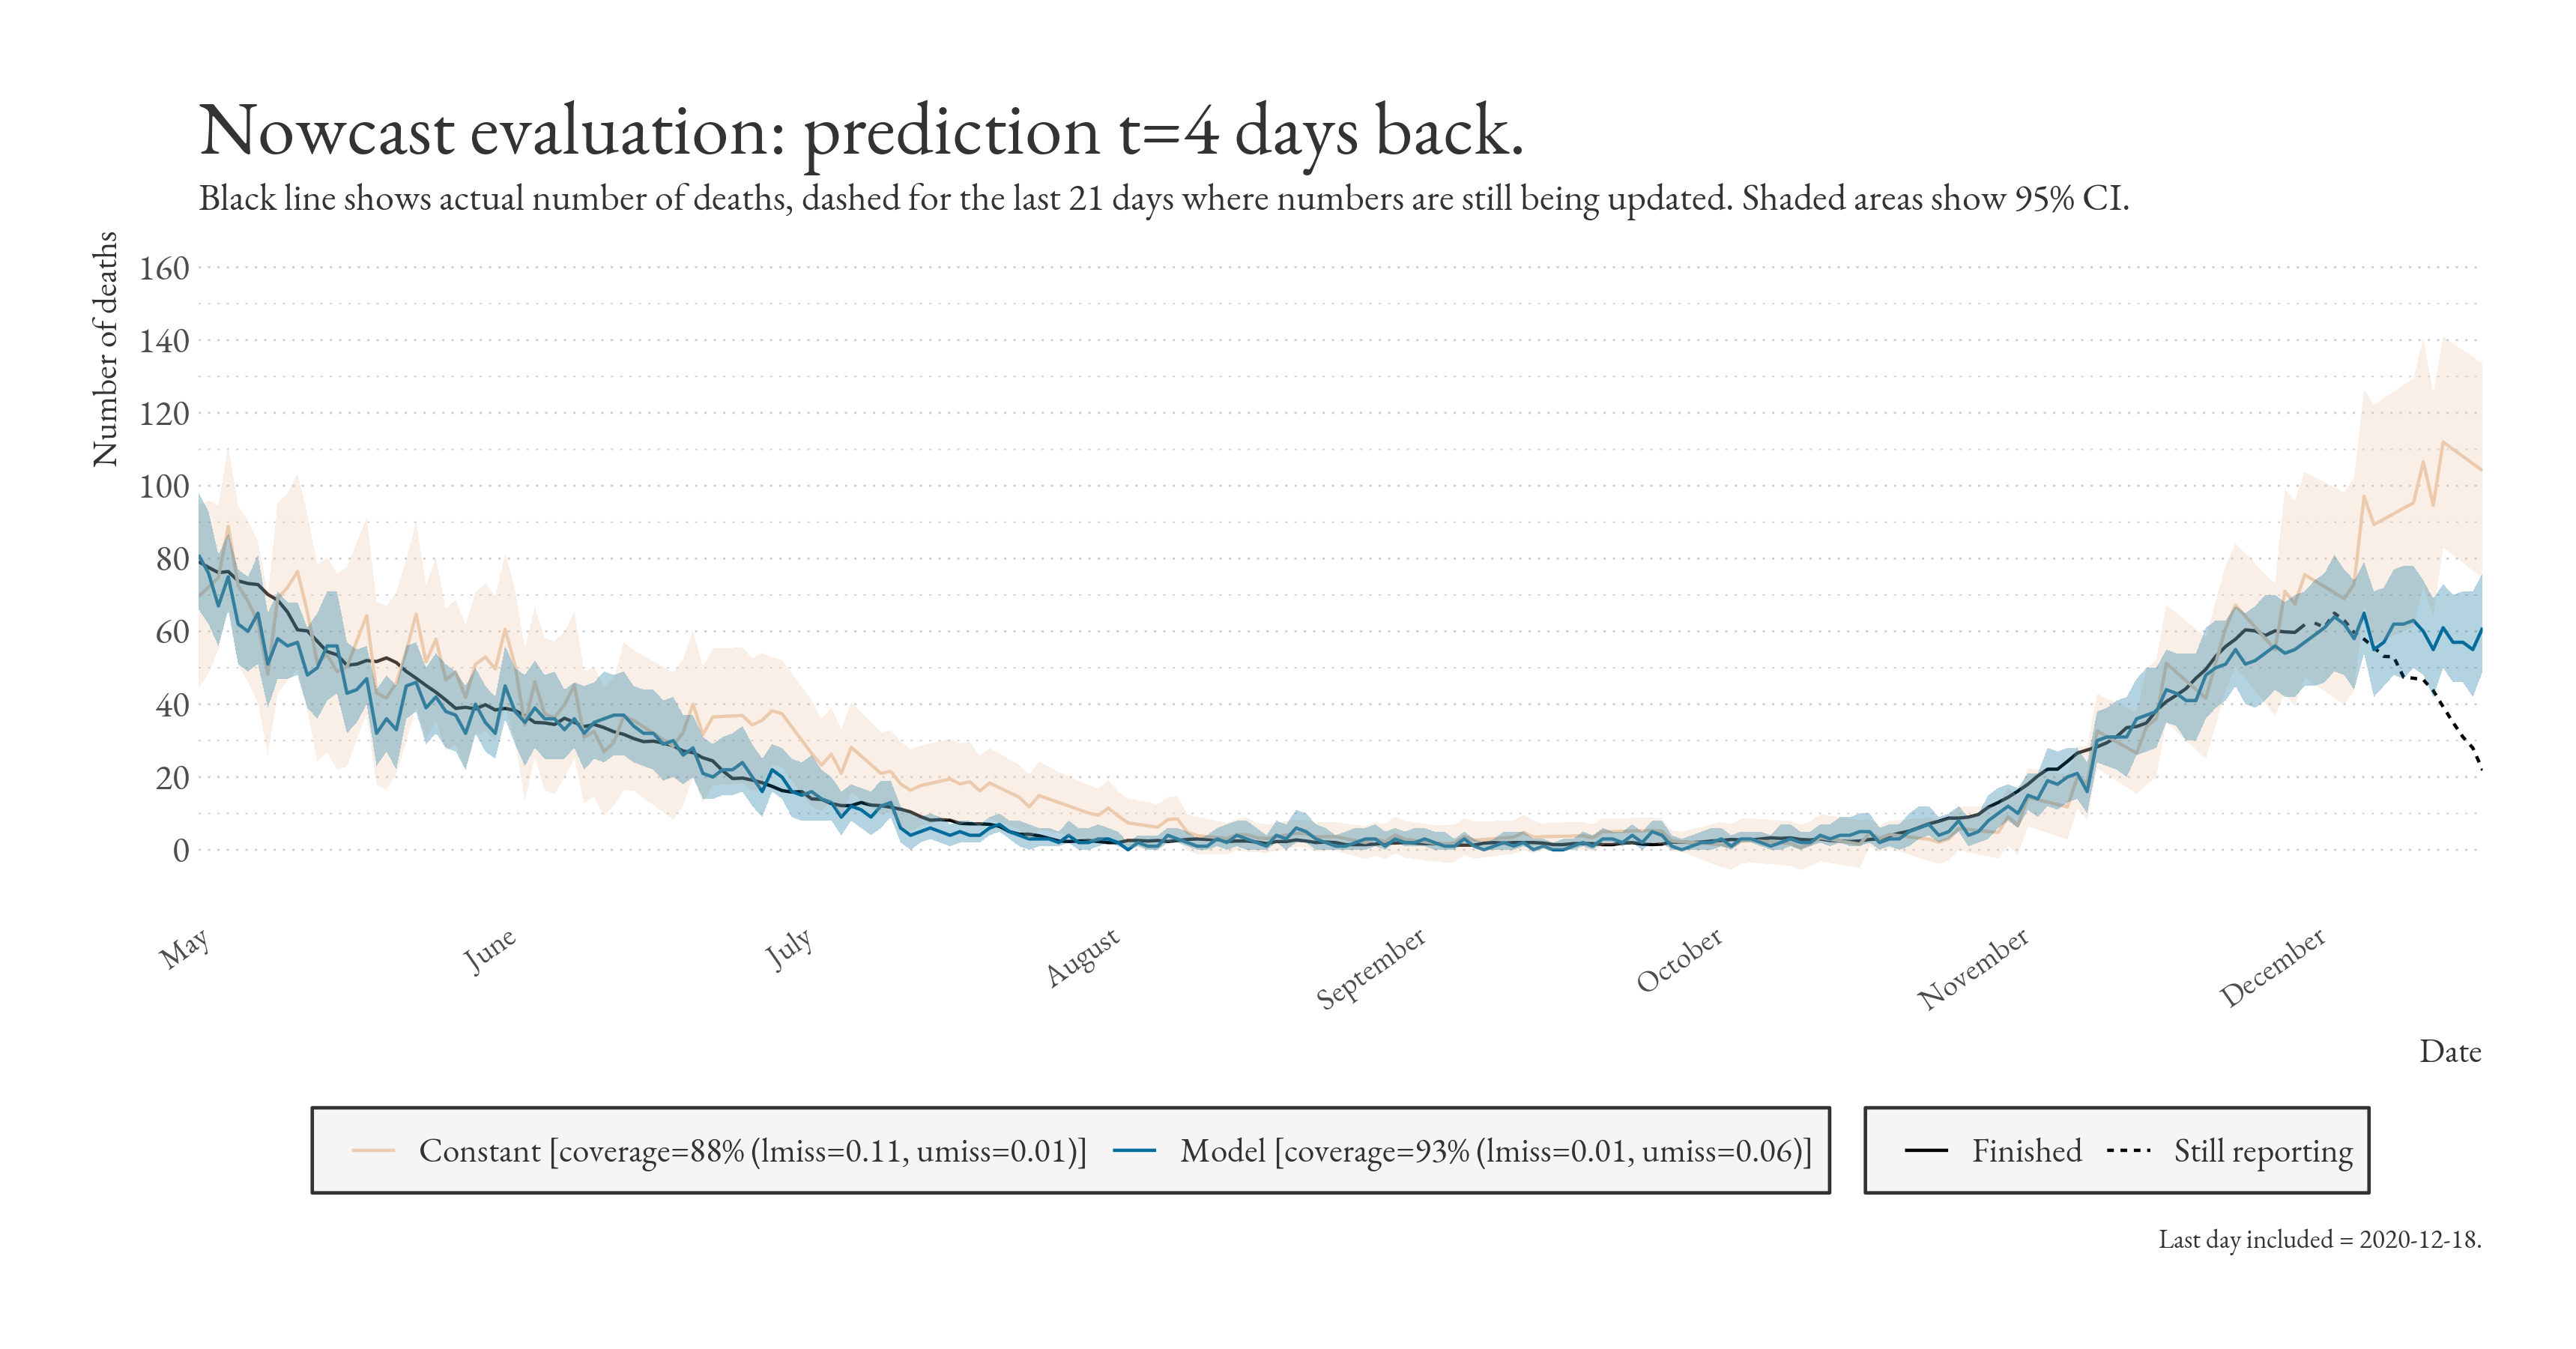 Nowcast evaluation: prediction t=4 days back.
Black line shows actual number of deaths, dashed for the last 21 days where numbers are still being updated. Shaded areas show 95% CI.
Number of deaths
160
140
120
100
80
60
40
20
0
May
June
July
August
September
October
November
December
Date
Constant [coverage=88% (lmiss=0.11, umiss=0.01)]
Model [coverage=93% (lmiss=0.01, umiss=0.06)]
Finished
Still reporting
Last day included = 2020-12-18.